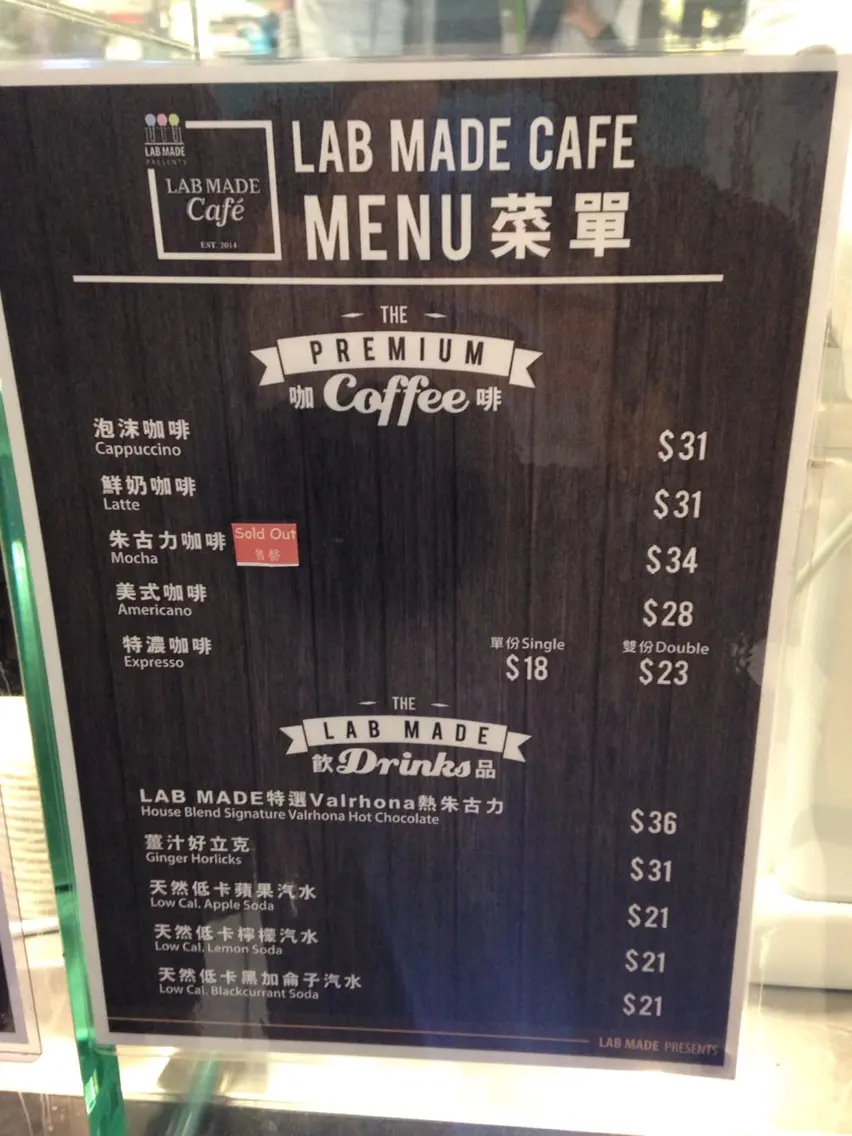 LAB MADE
PRESENTS
LAB MADE
Café
EST. 2014
LAB MADE CAFE
MENU 菜單
THE
PREMIUM
咖 Coffee 啡
泡沫咖啡
Cappuccino
$31
鮮奶咖啡
Latte
$31
朱古力咖啡
Mocha
Sold Out
售罄
$34
美式咖啡
Americano
$28
特濃咖啡
Expresso
單份Single
$18
雙份Double
$23
THE
LAB MADE
飲Drinks品
LAB MADE特選Valrhona熱朱古力
House Blend Signature Valrhona Hot Chocolate
$36
薑汁好立克
Ginger Horlicks
$31
天然低卡蘋果汽水
Low Cal. Apple Soda
$21
天然低卡檸檬汽水
Low Cal. Lemon Soda
$21
天然低卡黑加侖子汽水
Low Cal. Blackcurrant Soda
$21
LAB MADE PRESENTS